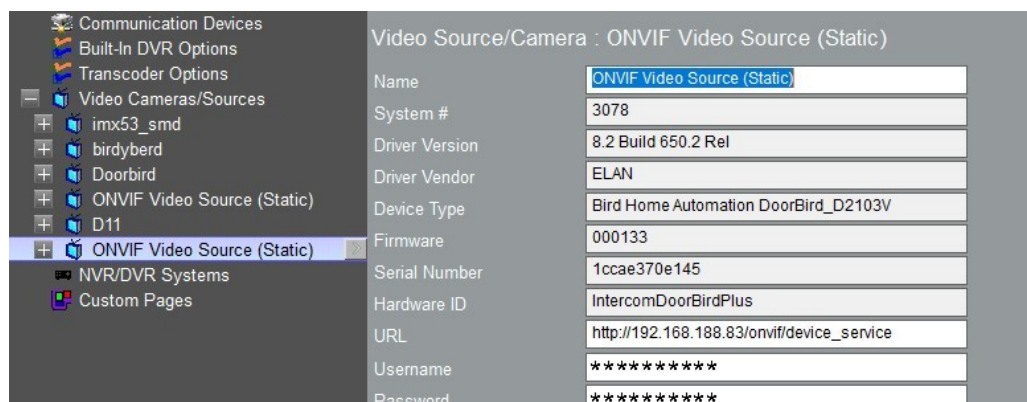 Communication Devices
Built-In DVR Options
Transcoder Options
Video Cameras/Sources
imx53_smd
birdyberd
Doorbird
ONVIF Video Source (Static)
D11
ONVIF Video Source (Static)
NVR/DVR Systems
Custom Pages
Video Source/Camera : ONVIF Video Source (Static)
Name ONVIF Video Source (Static)
System # 3078
Driver Version 8.2 Build 650.2 Rel
Driver Vendor ELAN
Device Type Bird Home Automation DoorBird_D2103V
Firmware 000133
Serial Number 1ccae370e145
Hardware ID IntercomDoorBirdPlus
URL http://192.168.188.83/onvif/device_service
Username **********
Password **********